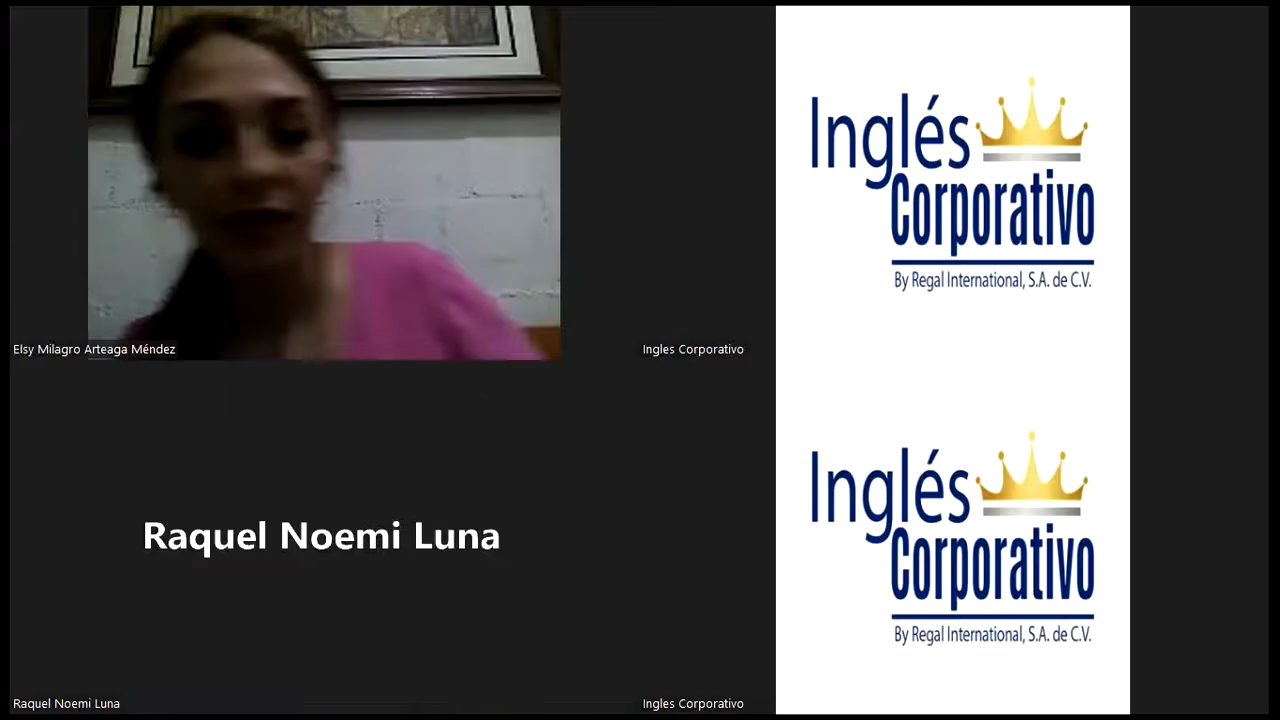 Inglés
Corporativo
By Regal International, S.A. de C.V.
Elsy Milagro Arteaga Méndez
Ingles Corporativo
Raquel Noemi Luna
Inglés
Corporativo
By Regal International, S.A. de C.V.
Raquel Noemi Luna
Ingles Corporativo